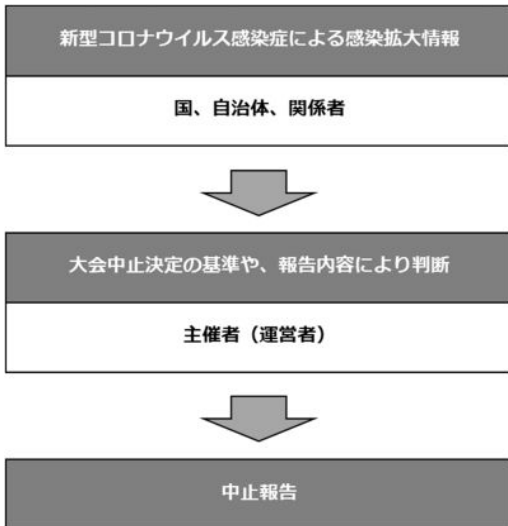 新型コロナウイルス感染症による感染拡大情報
国、自治体、関係者
大会中止決定の基準や、報告内容により判断
主催者（運営者）
中止報告